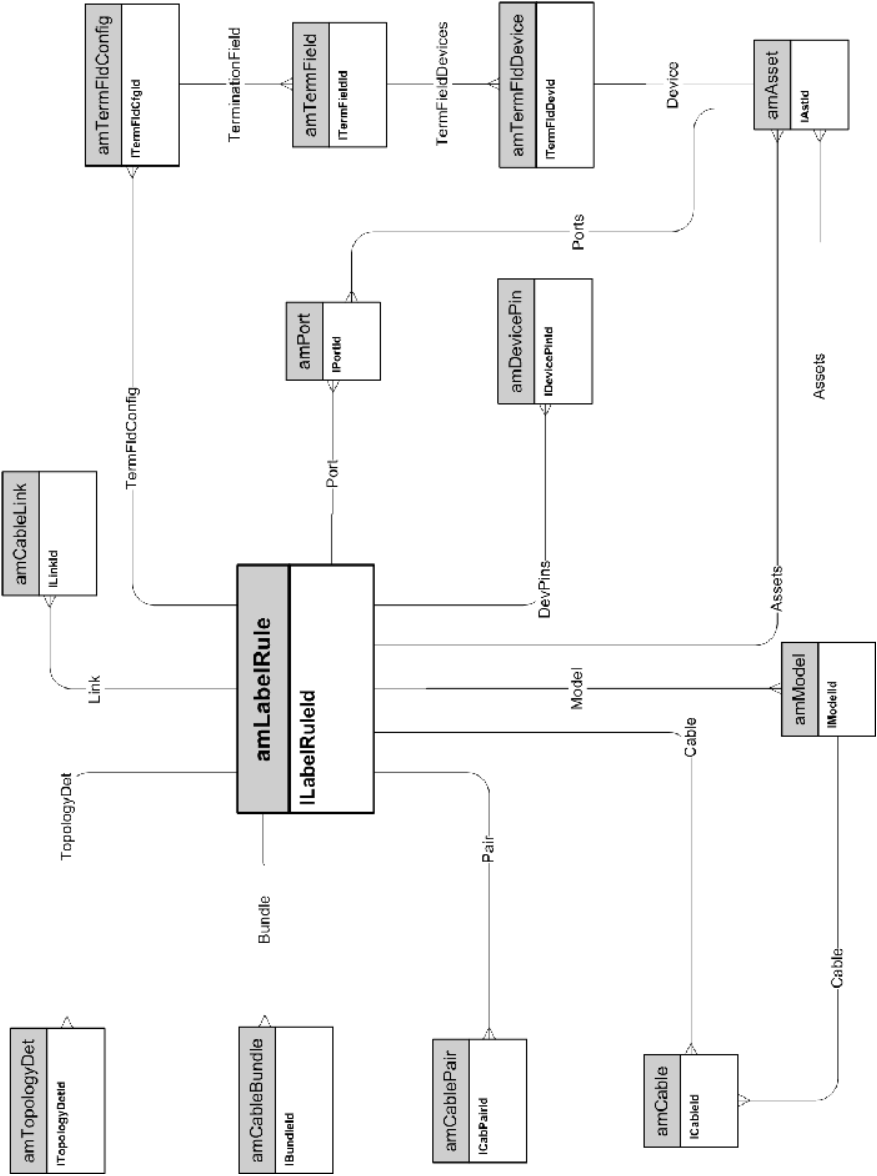 amTermFldConfig
lTermFldCfgId
TerminationField
amTermField
lTermFieldId
TermFieldDevices
amTermFldDevice
lTermFldDevId
Device
amAsset
lAstId
TermFldConfig
amPort
lPortId
Ports
amDevicePin
lDevicePinId
Assets
Port
amCableLink
lLinkId
Link
amLabelRule
lLabelRuleId
DevPins
Assets
Model
amModel
lModelId
Cable
TopologyDet
Bundle
Pair
Cable
amTopologyDet
lTopologyDetId
amCableBundle
lBundleId
amCablePair
lCabPairId
amCable
lCableId